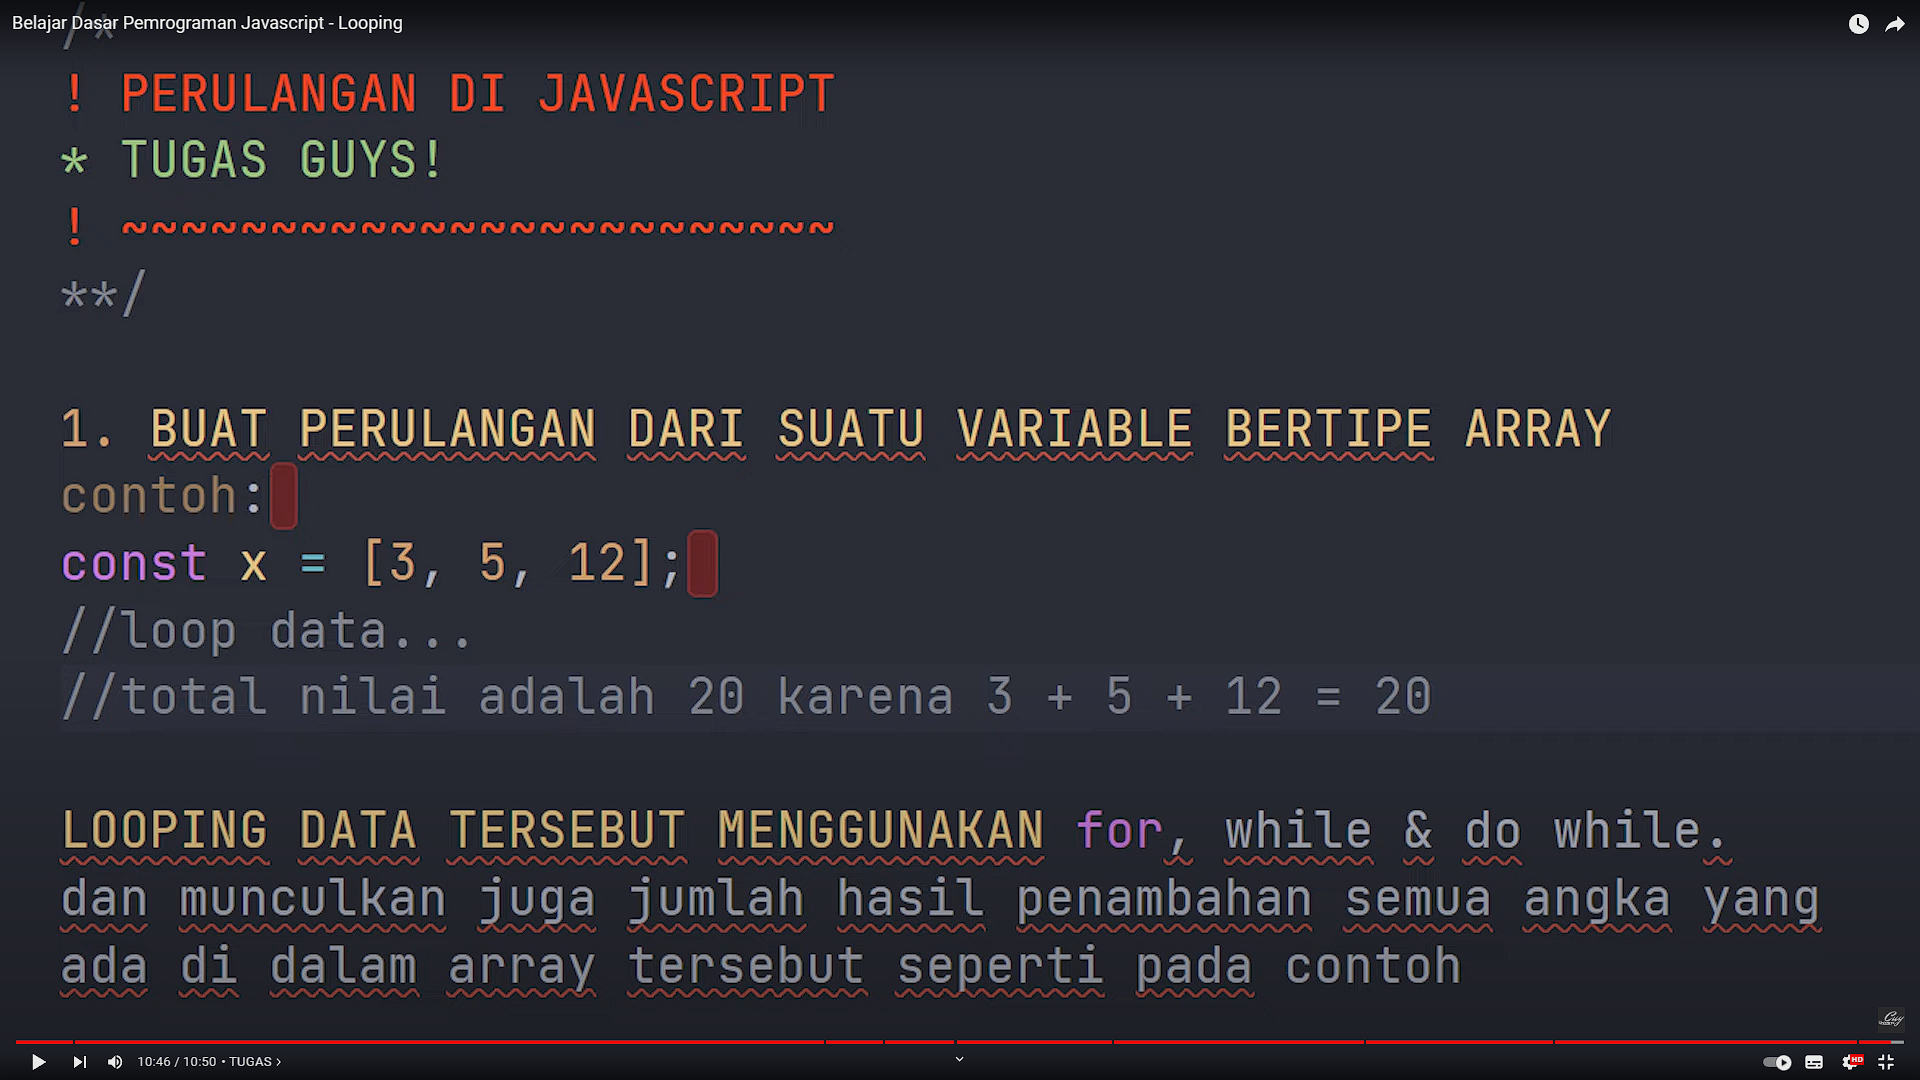 Belajar Dasar Pemrograman Javascript - Looping
/*
! PERULANGAN DI JAVASCRIPT
* TUGAS GUYS!
! ~~~~~~~~~~~~~~~~~~~~~~~~
**/
1. BUAT PERULANGAN DARI SUATU VARIABLE BERTIPE ARRAY
contoh:
const x = [3, 5, 12];
//loop data...
//total nilai adalah 20 karena 3 + 5 + 12 = 20
LOOPING DATA TERSEBUT MENGGUNAKAN for, while & do while.
dan munculkan juga jumlah hasil penambahan semua angka yang
ada di dalam array tersebut seperti pada contoh
Guy
10:46 / 10:50 • TUGAS ›
HD